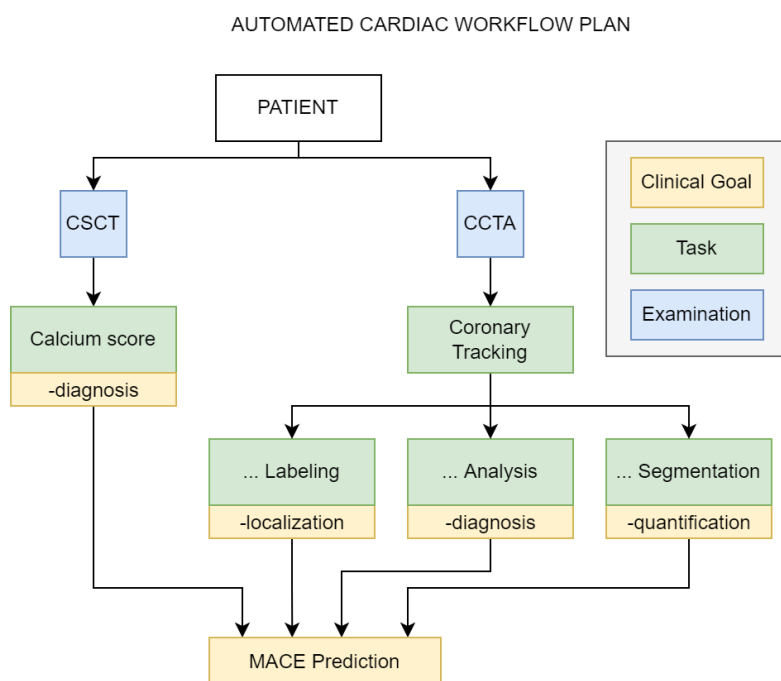 AUTOMATED CARDIAC WORKFLOW PLAN
PATIENT
CSCT
CCTA
Clinical Goal
Task
Examination
Calcium score
-diagnosis
Coronary
Tracking
... Labeling
-localization
... Analysis
-diagnosis
... Segmentation
-quantification
MACE Prediction